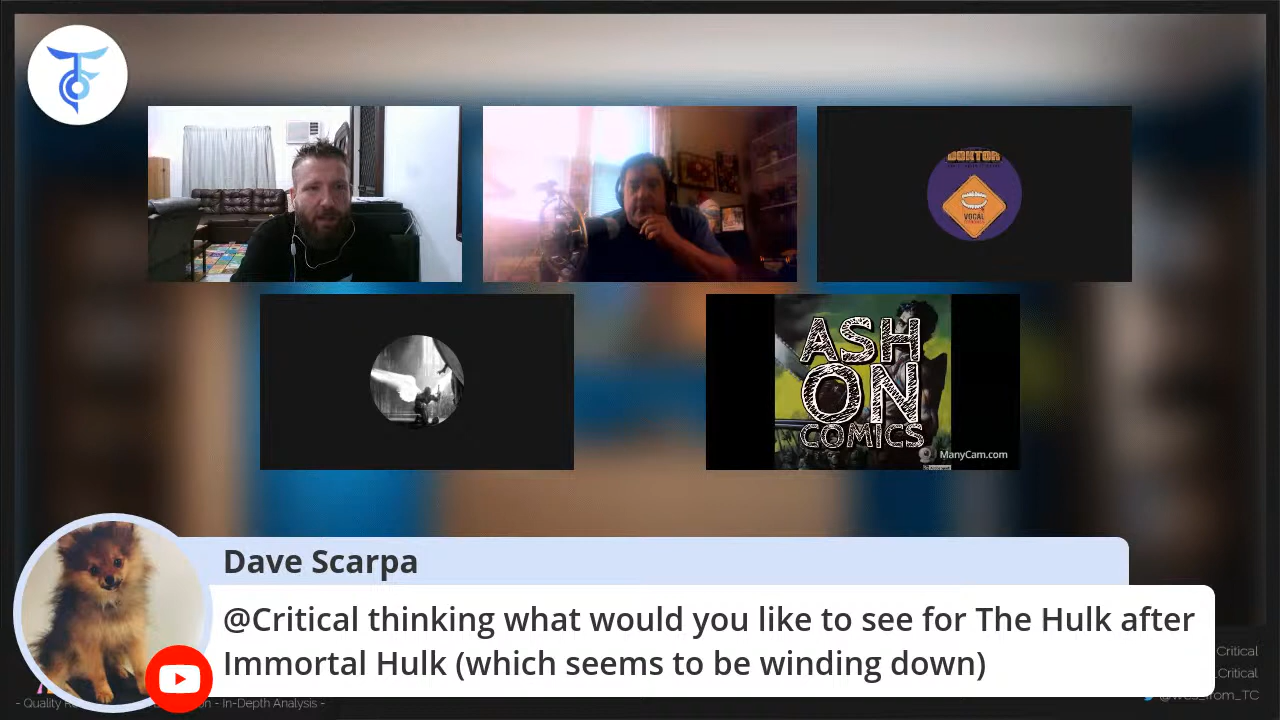 VOCAL
ASH
ON
COMICS
ManyCam.com
Dave Scarpa
@Critical thinking what would you like to see for The Hulk after
Immortal Hulk (which seems to be winding down)
Critical
.Critical
- Quality
- In-Depth Analysis -